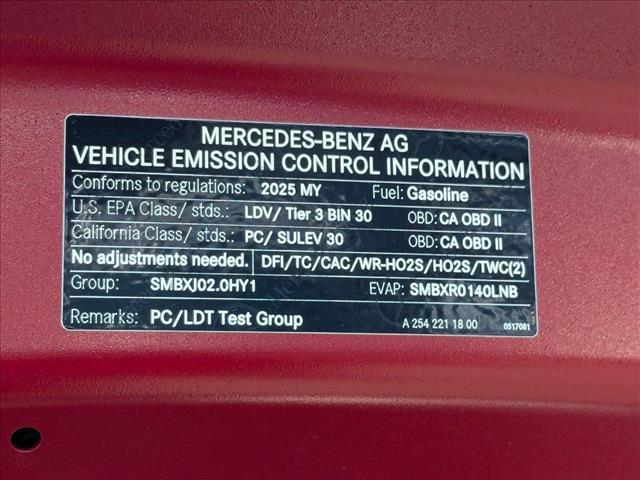 MERCEDES-BENZ AG
VEHICLE EMISSION CONTROL INFORMATION
Conforms to regulations: 2025 MY Fuel: Gasoline
U.S. EPA Class/ stds.: LDV/ Tier 3 BIN 30 OBD: CA OBD II
California Class/ stds.: PC/ SULEV 30 OBD: CA OBD II
No adjustments needed. DFI/TC/CAC/WR-HO2S/HO2S/TWC(2)
Group: SMBXJ02.0HY1 EVAP: SMBXR0140LNB
Remarks: PC/LDT Test Group A 254 221 18 00 0517081